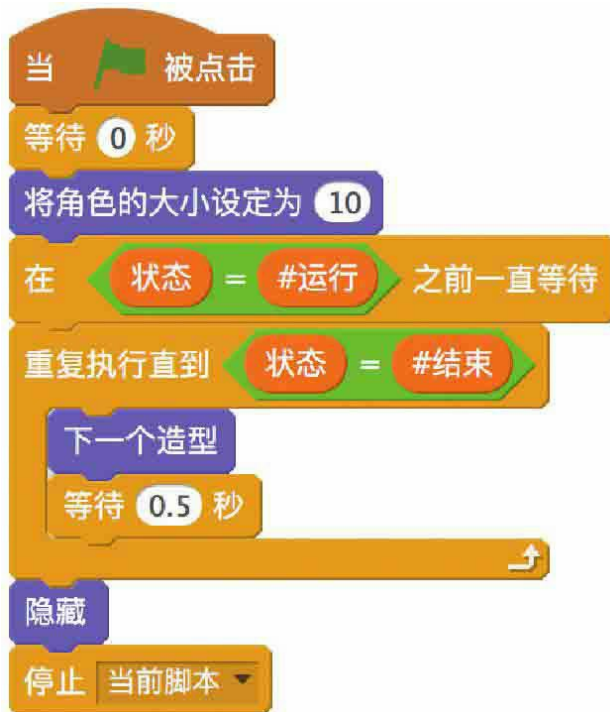 当 被点击
等待 0 秒
将角色的大小设定为 10
在 状态 = #运行 之前一直等待
重复执行直到 状态 = #结束
下一个造型
等待 0.5 秒
隐藏
停止 当前脚本